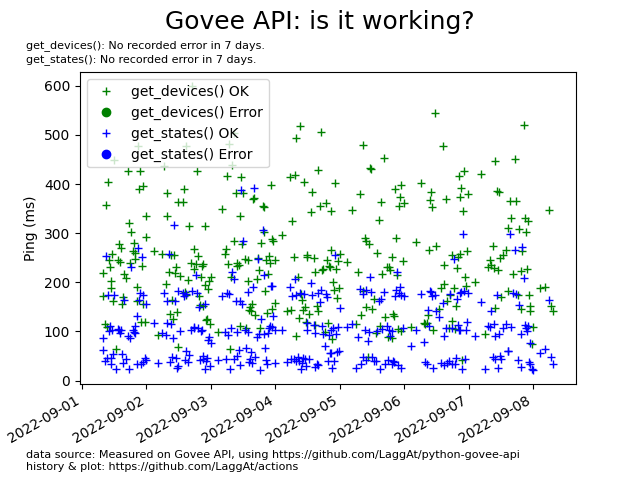 Govee API: is it working?
get_devices(): No recorded error in 7 days.
get_states(): No recorded error in 7 days.
get_devices() OK
get_devices() Error
get_states() OK
get_states() Error
Ping (ms)
600
500
400
300
200
100
0
2022-09-01
2022-09-02
2022-09-03
2022-09-04
2022-09-05
2022-09-06
2022-09-07
2022-09-08
data source: Measured on Govee API, using https://github.com/LaggAt/python-govee-api
history & plot: https://github.com/LaggAt/actions